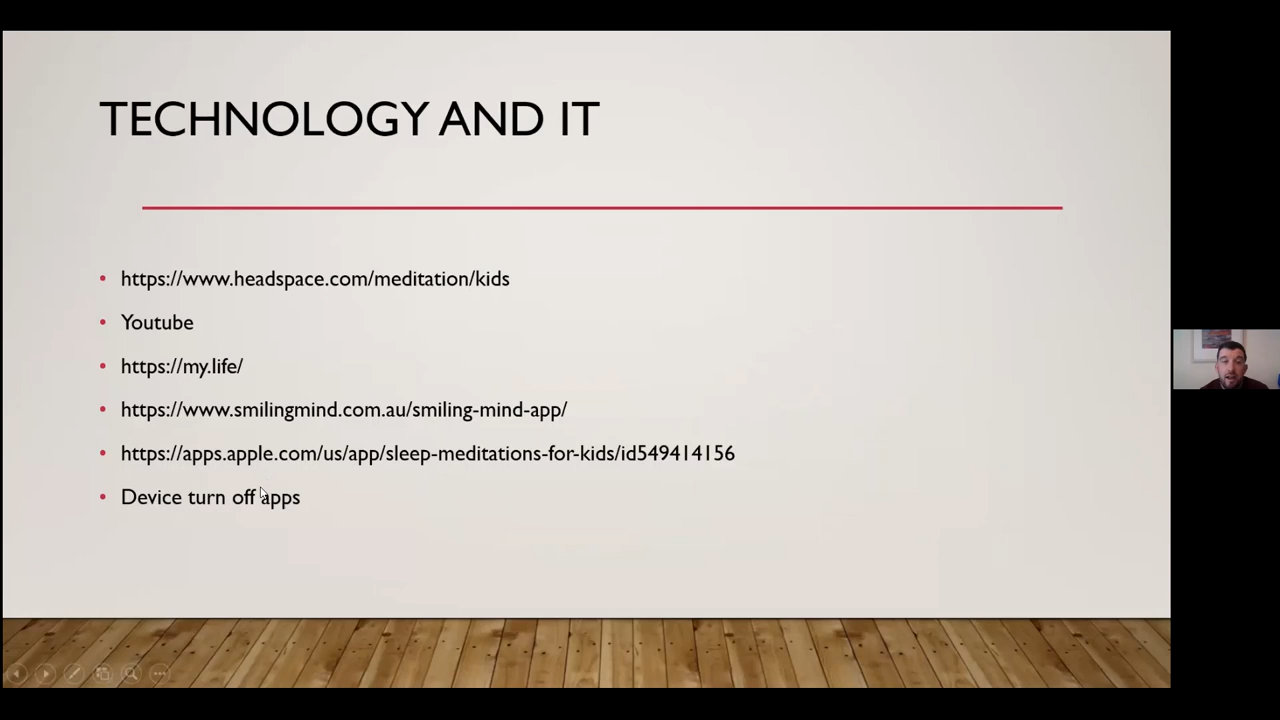 TECHNOLOGY AND IT
https://www.headspace.com/meditation/kids
Youtube
https://my.life/
https://www.smilingmind.com.au/smiling-mind-app/
https://apps.apple.com/us/app/sleep-meditations-for-kids/id549414156
Device turn off apps